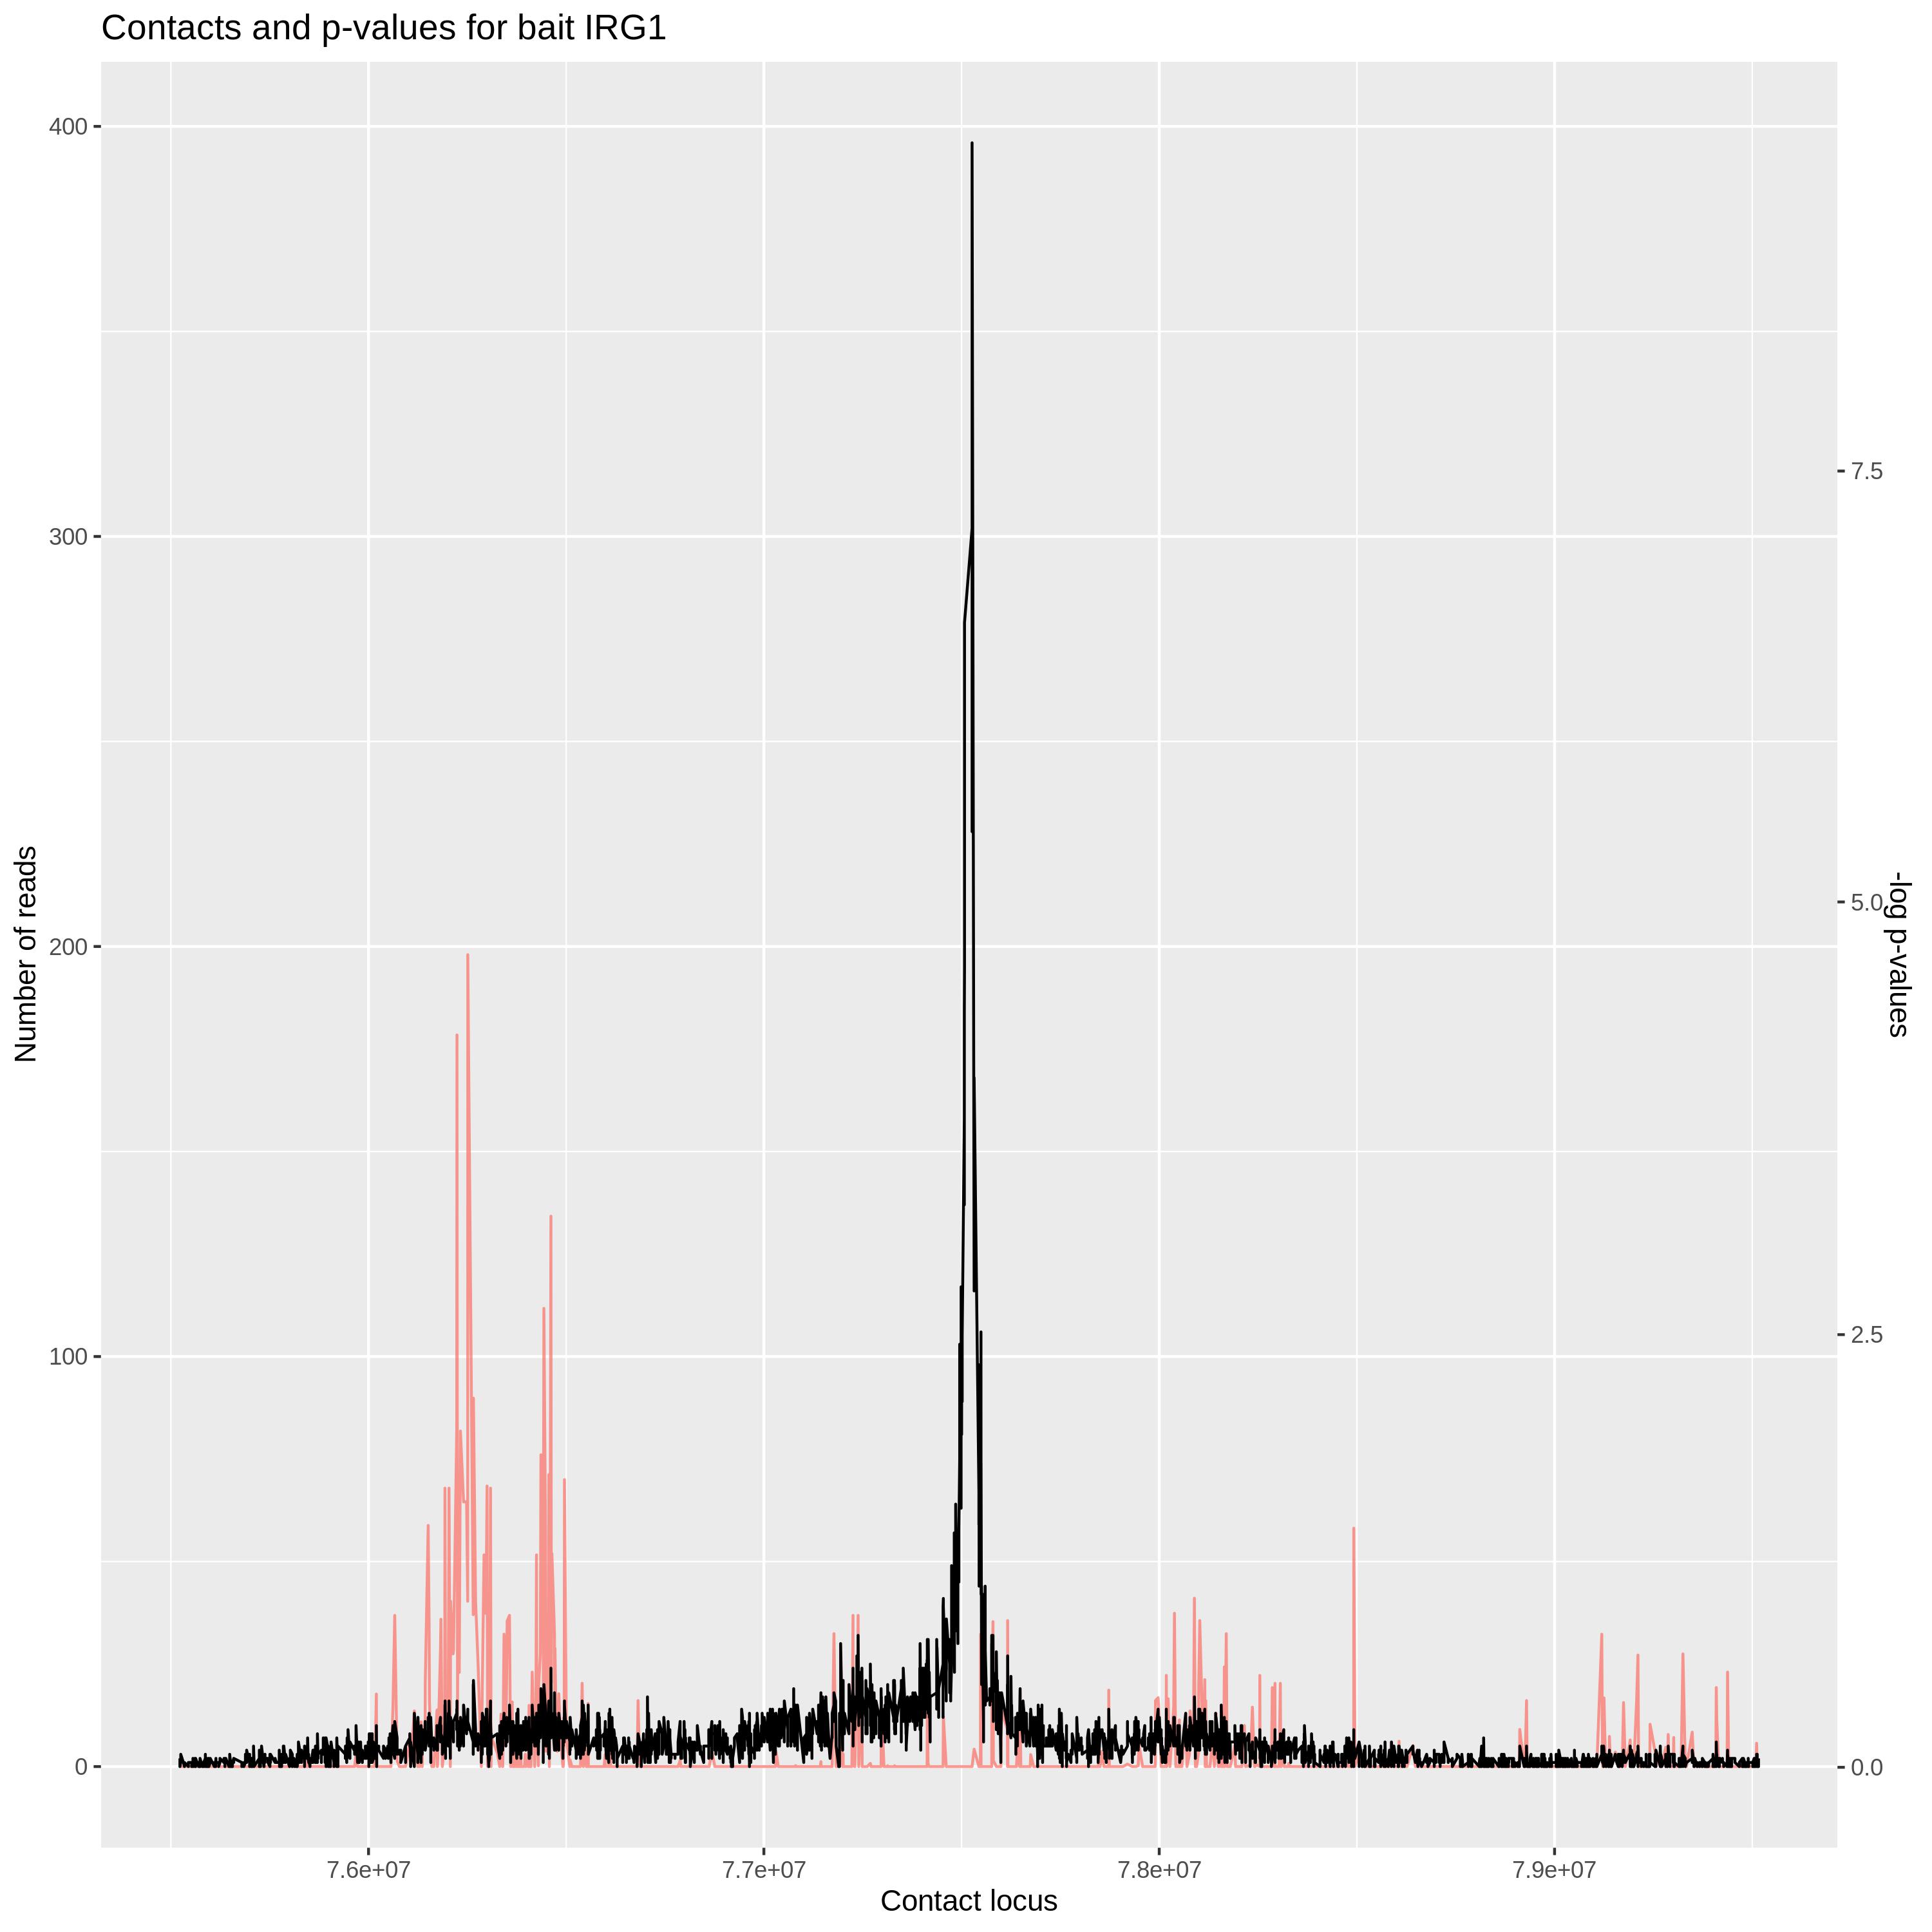 Contacts and p-values for bait IRG1
400
300
200
100
0
Number of reads
7.5
5.0
2.5
0.0
-log p-values
7.6e+07
7.7e+07
7.8e+07
7.9e+07
Contact locus